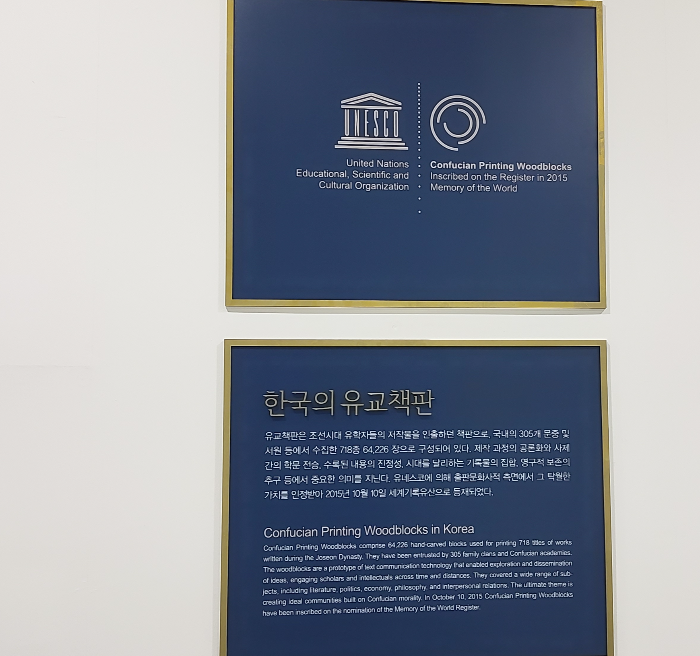 UNESCO
United Nations
Educational, Scientific and
Cultural Organization
Confucian Printing Woodblocks
Inscribed on the Register in 2015
Memory of the World
한국의 유교책판
유교책판은 조선시대 유학자들의 저작물을 인출하던 책판으로, 국내의 305개 문중 및
서원 등에서 수집한 718종 64,226 장으로 구성되어 있다. 제작 과정의 공론화와 사제
간의 학문 전승, 수록된 내용의 진정성, 시대를 달리하는 기록물의 집합, 영구적 보존의
추구 등에서 중요한 의미를 지닌다. 유네스코에 의해 출판문화사적 측면에서 그 탁월한
가치를 인정받아 2015년 10월 10일 세계기록유산으로 등재되었다.
Confucian Printing Woodblocks in Korea
Confucian Printing Woodblocks comprise 64,226 hand-carved blocks used for printing 718 titles of works
written during the Joseon Dynasty. They have been entrusted by 305 family clans and Confucian academies.
The woodblocks are a prototype of text communication technology that enabled exploration and dissemination
of ideas, engaging scholars and intellectuals across time and distances. They covered a wide range of sub-
jects, including literature, politics, economy, philosophy, and interpersonal relations. The ultimate theme is
creating ideal communities built on Confucian morality. In October 10, 2015 Confucian Printing Woodblocks
have been inscribed on the nomination of the Memory of the World Register.